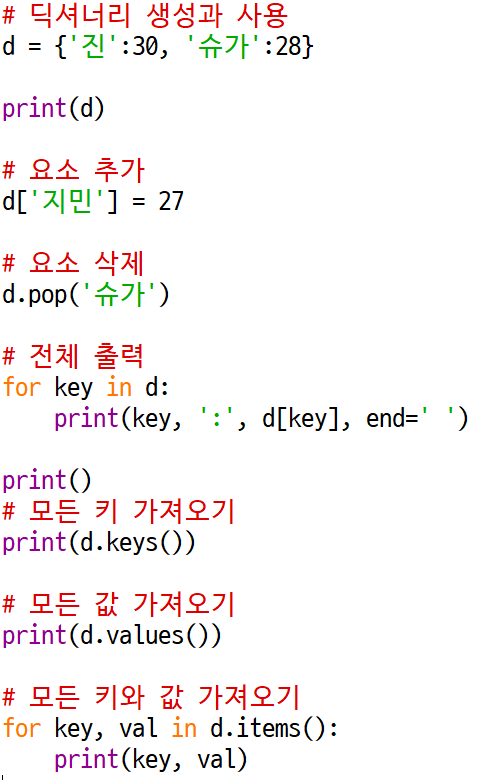 # 딕셔너리 생성과 사용
d = {'진':30, '슈가':28}
print(d)
# 요소 추가
d['지민'] = 27
# 요소 삭제
d.pop('슈가')
# 전체 출력
for key in d:
    print(key, ':', d[key], end=' ')
print()
# 모든 키 가져오기
print(d.keys())
# 모든 값 가져오기
print(d.values())
# 모든 키와 값 가져오기
for key, val in d.items():
    print(key, val)